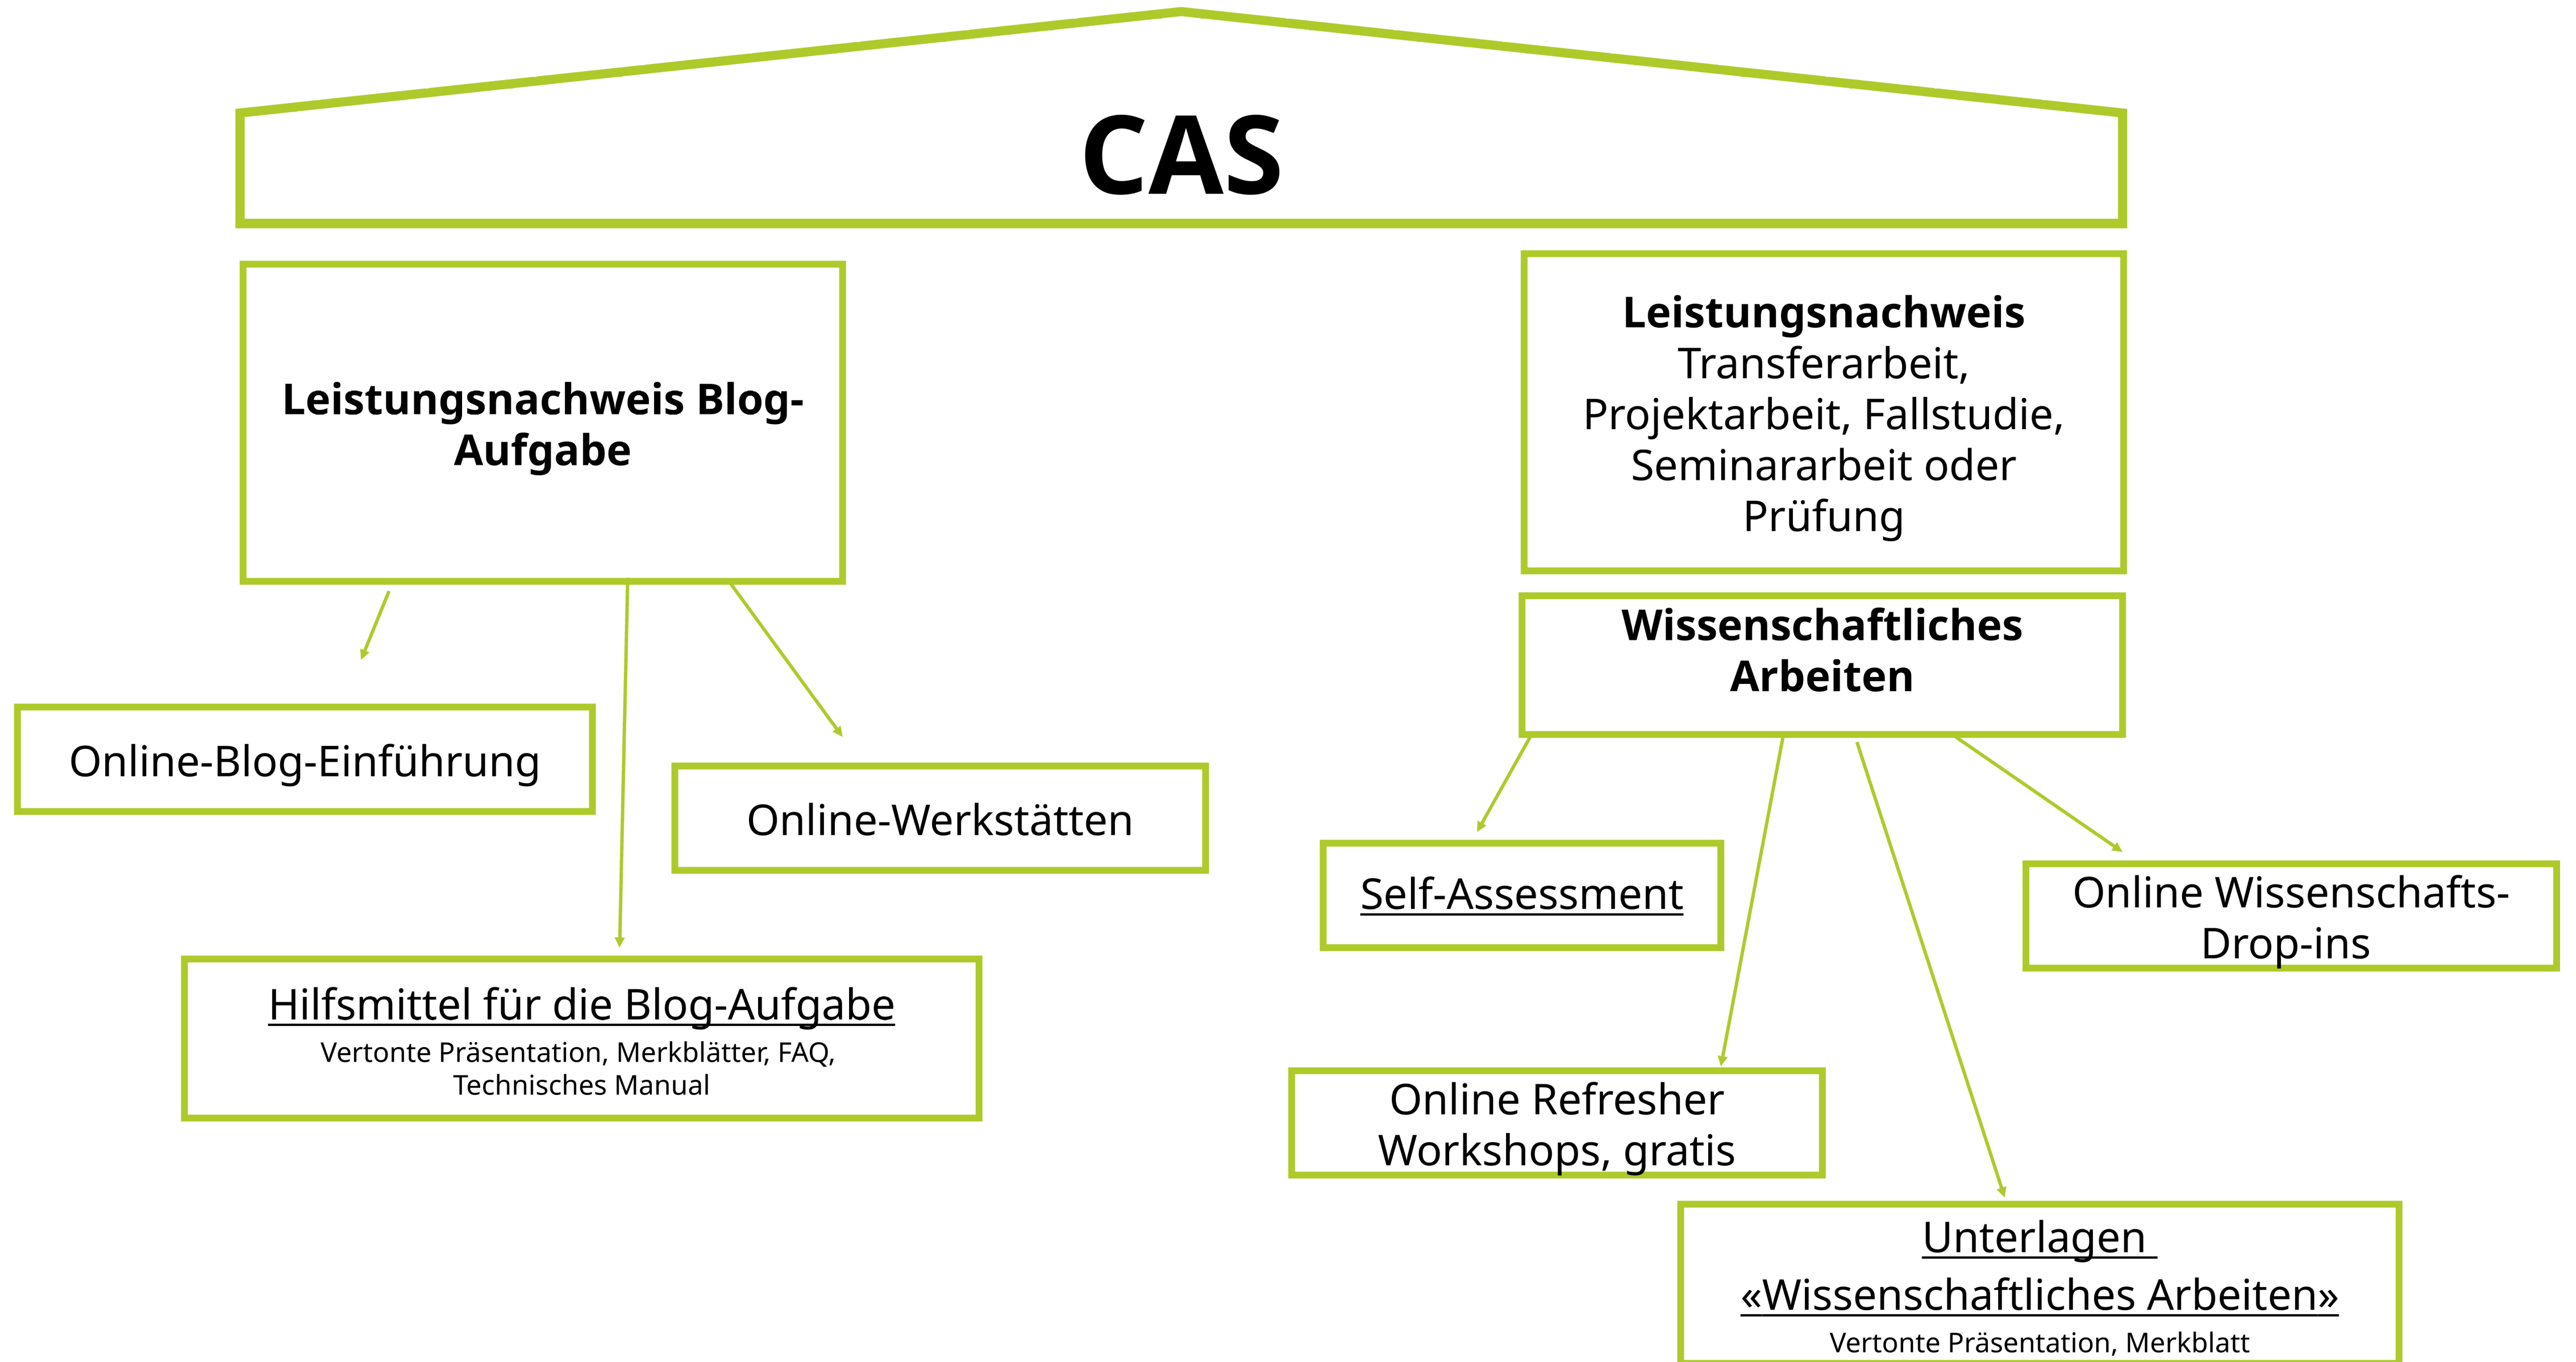 CAS
Leistungsnachweis Blog-
Aufgabe
Leistungsnachweis
Transferarbeit,
Projektarbeit, Fallstudie,
Seminararbeit oder
Prüfung
Wissenschaftliches
Arbeiten
Online-Blog-Einführung
Online-Werkstätten
Hilfsmittel für die Blog-Aufgabe
Vertonte Präsentation, Merkblätter, FAQ,
Technisches Manual
Self-Assessment
Online Wissenschafts-
Drop-ins
Online Refresher
Workshops, gratis
Unterlagen
«Wissenschaftliches Arbeiten»
Vertonte Präsentation, Merkblatt